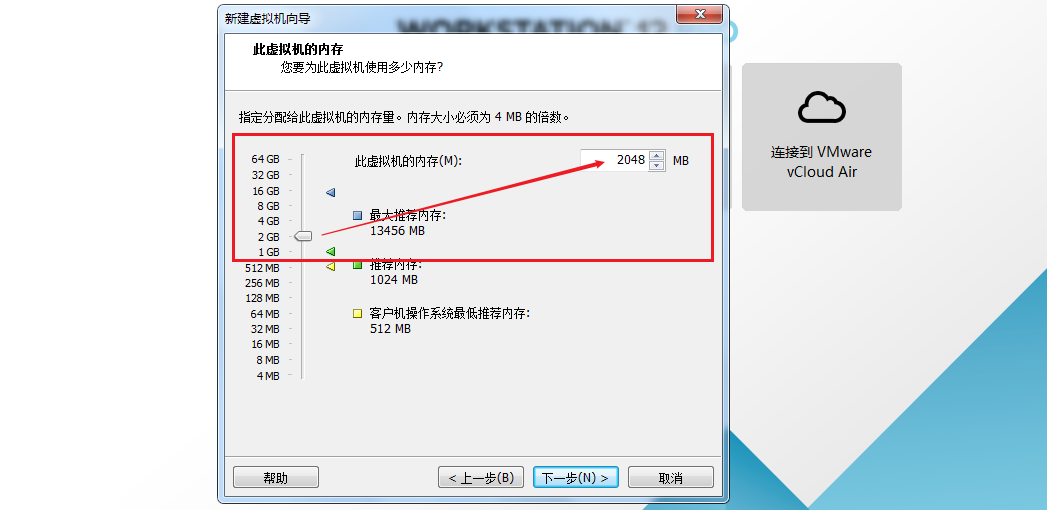 新建虚拟机向导
WORKSTATION 12
此虚拟机的内存
您要为此虚拟机使用多少内存?
指定分配给此虚拟机的内存量。内存大小必须为 4 MB 的倍数。
64 GB
32 GB
16 GB
8 GB
4 GB
2 GB
1 GB
512 MB
256 MB
128 MB
64 MB
32 MB
16 MB
8 MB
4 MB
此虚拟机的内存(M):
2048 MB
最大推荐内存:
13456 MB
推荐内存:
1024 MB
客户机操作系统最低推荐内存:
512 MB
帮助
< 上一步(B)
下一步(N) >
取消
连接到 VMware
vCloud Air